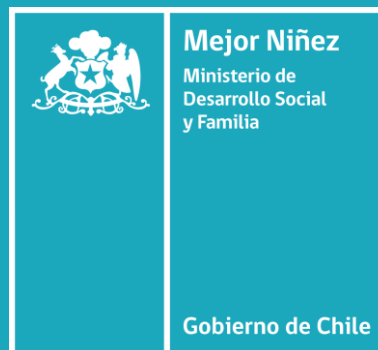 Mejor Niñez
Ministerio de
Desarrollo Social
y Familia
Gobierno de Chile